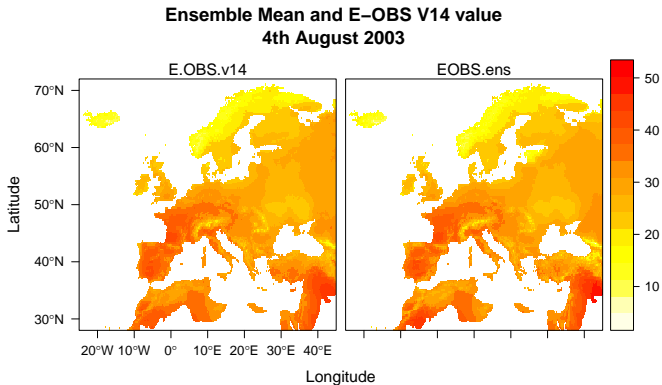 Ensemble Mean and E−OBS V14 value
4th August 2003
E.OBS.v14
EOBS.ens
70°N
60°N
50°N
40°N
30°N
20°W 10°W 0° 10°E 20°E 30°E 40°E
Latitude
Longitude
50
40
30
20
10